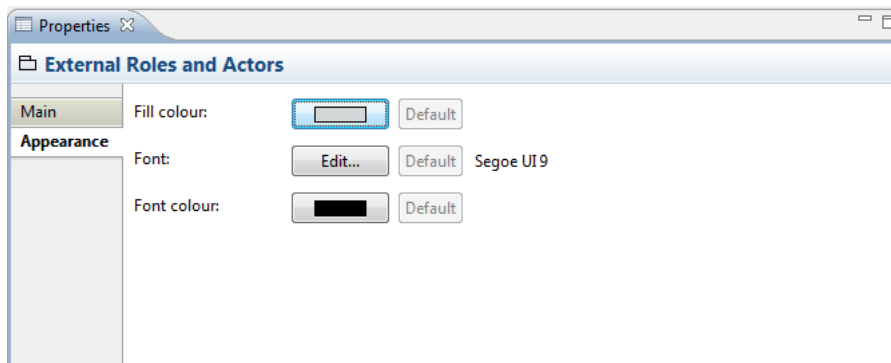 Properties
External Roles and Actors
Main
Fill colour: Default
Appearance
Font: Edit... Default Segoe UI 9
Font colour: Default